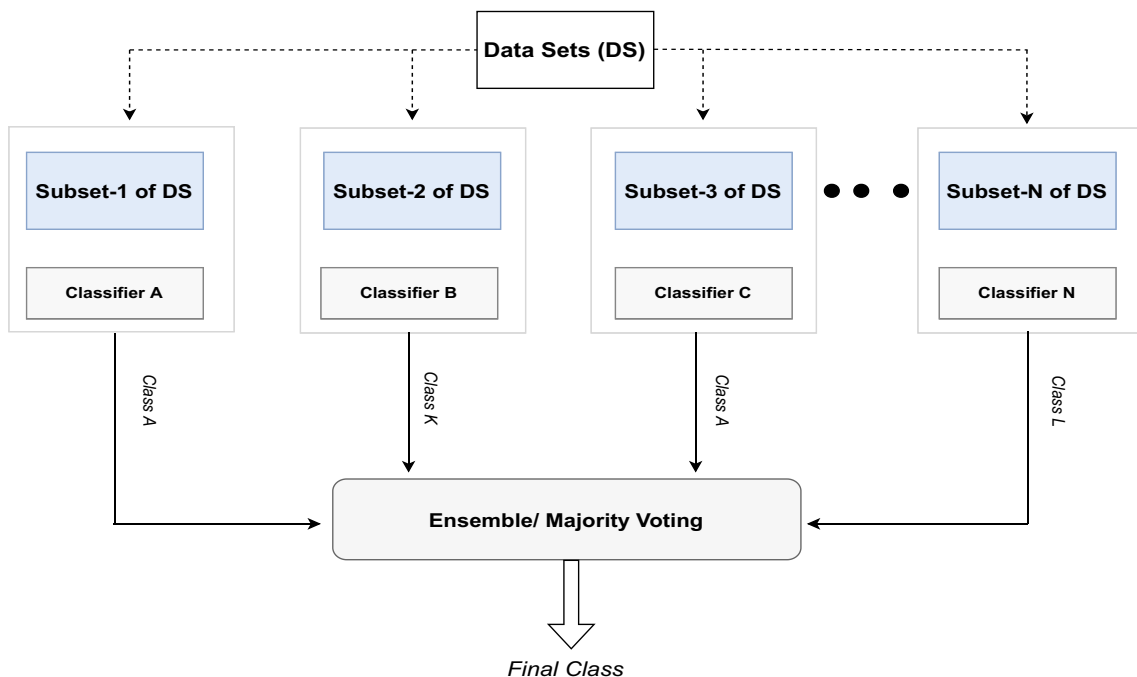 Data Sets (DS)
Subset-1 of DS
Subset-2 of DS
Subset-3 of DS
Subset-N of DS
Classifier A
Classifier B
Classifier C
Classifier N
Class A
Class K
Class A
Class L
Ensemble/ Majority Voting
Final Class